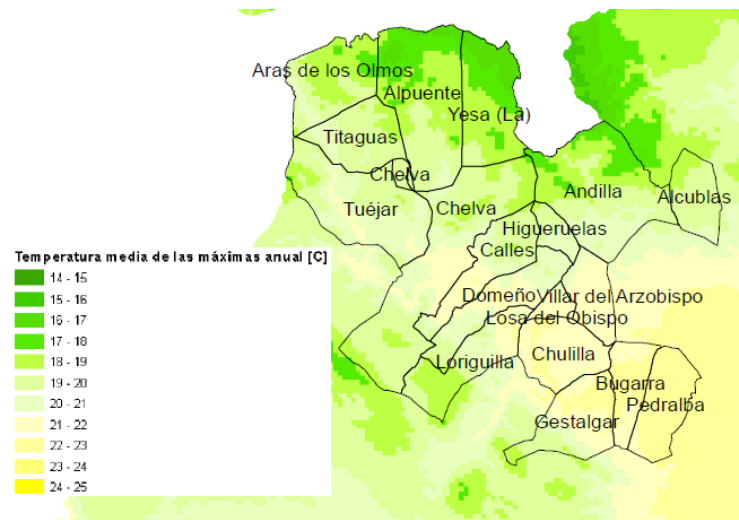 Aras de los Olmos
Alpuente
Yesa (La)
Titaguas
Chelva
Andilla
Alcublas
Tuéjar
Chelva
Higueruelas
Calles
Temperatura media de las máximas anual [C]
14 - 15
15 - 16
16 - 17
17 - 18
18 - 19
19 - 20
20 - 21
21 - 22
22 - 23
23 - 24
24 - 25
Domeño
Villar del Arzobispo
Losa del Obispo
Loriguilla
Chulilla
Bugarra
Pedralba
Gestalgar